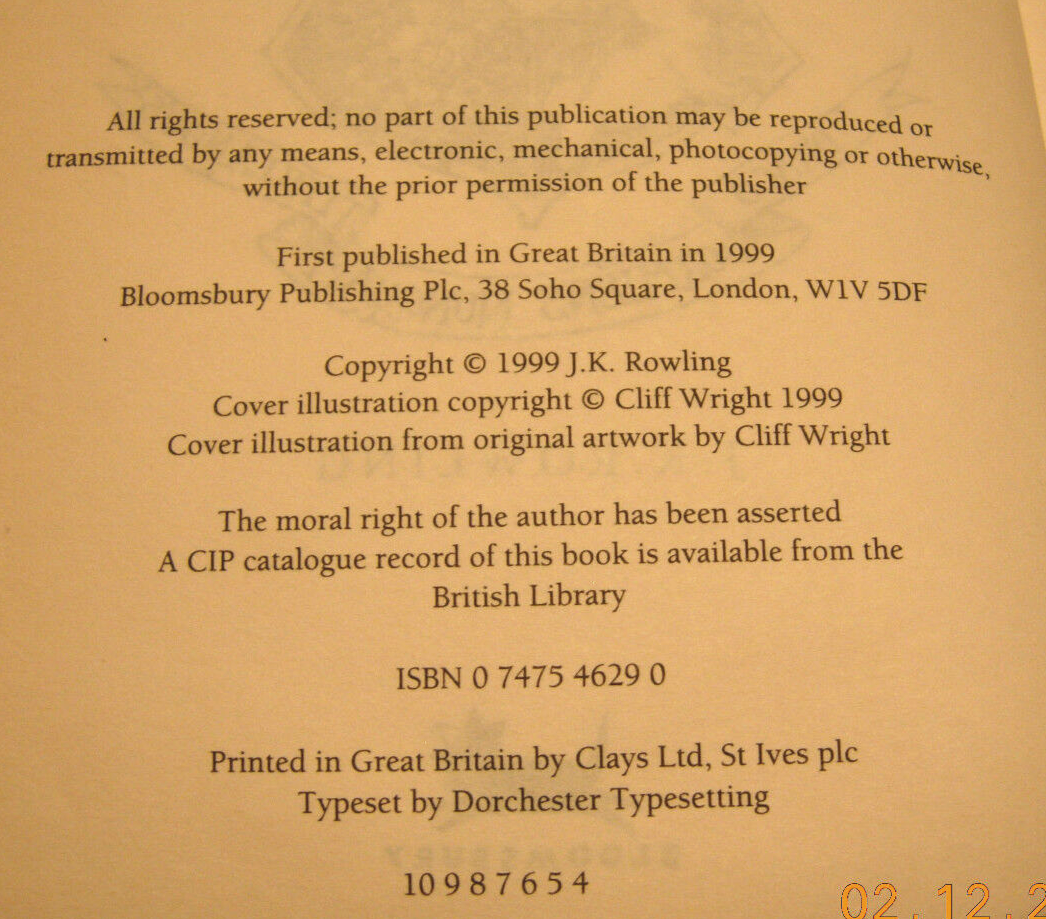 All rights reserved; no part of this publication may be reproduced or
transmitted by any means, electronic, mechanical, photocopying or otherwise,
without the prior permission of the publisher
First published in Great Britain in 1999
Bloomsbury Publishing Plc, 38 Soho Square, London, W1V 5DF
Copyright © 1999 J.K. Rowling
Cover illustration copyright © Cliff Wright 1999
Cover illustration from original artwork by Cliff Wright
The moral right of the author has been asserted
A CIP catalogue record of this book is available from the
British Library
ISBN 0 7475 4629 0
Printed in Great Britain by Clays Ltd, St Ives plc
Typeset by Dorchester Typesetting
BLOOMSBURY
10 9 8 7 6 5 4
02.12.2